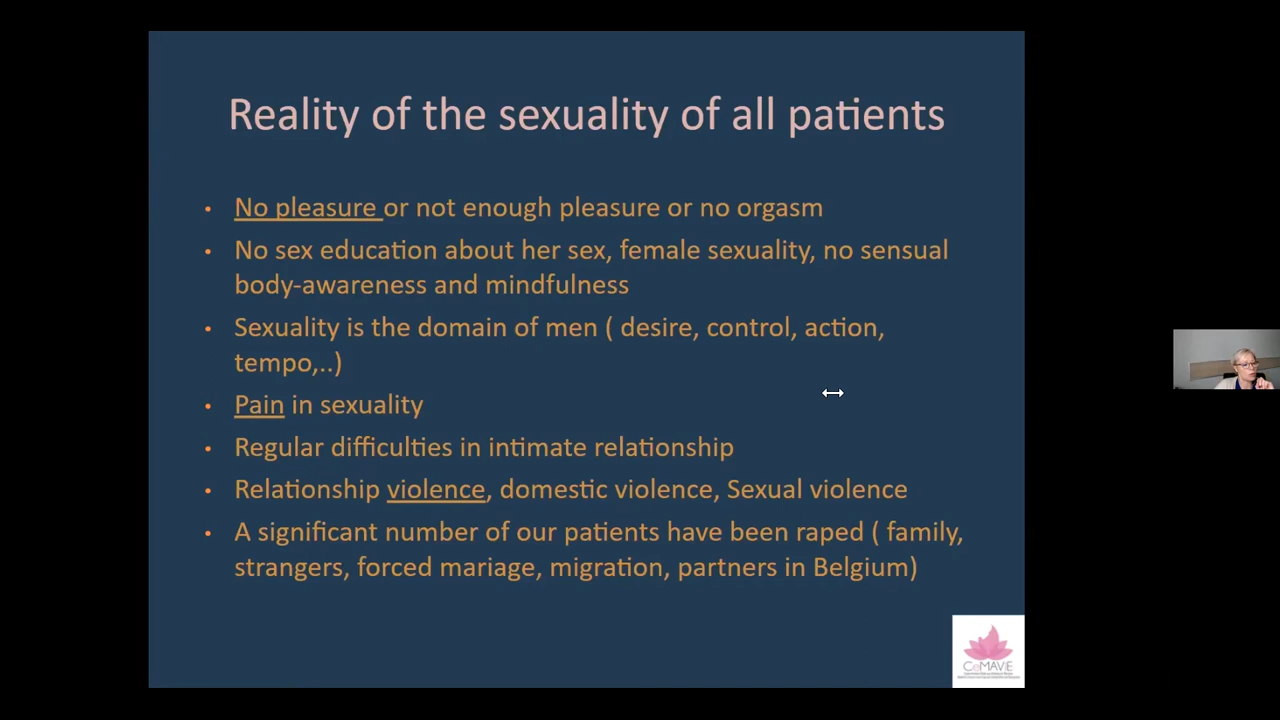 Reality of the sexuality of all patients
• No pleasure or not enough pleasure or no orgasm
• No sex education about her sex, female sexuality, no sensual
body-awareness and mindfulness
• Sexuality is the domain of men ( desire, control, action,
tempo,..)
• Pain in sexuality
• Regular difficulties in intimate relationship
• Relationship violence, domestic violence, Sexual violence
• A significant number of our patients have been raped ( family,
strangers, forced mariage, migration, partners in Belgium)
CeMAViE